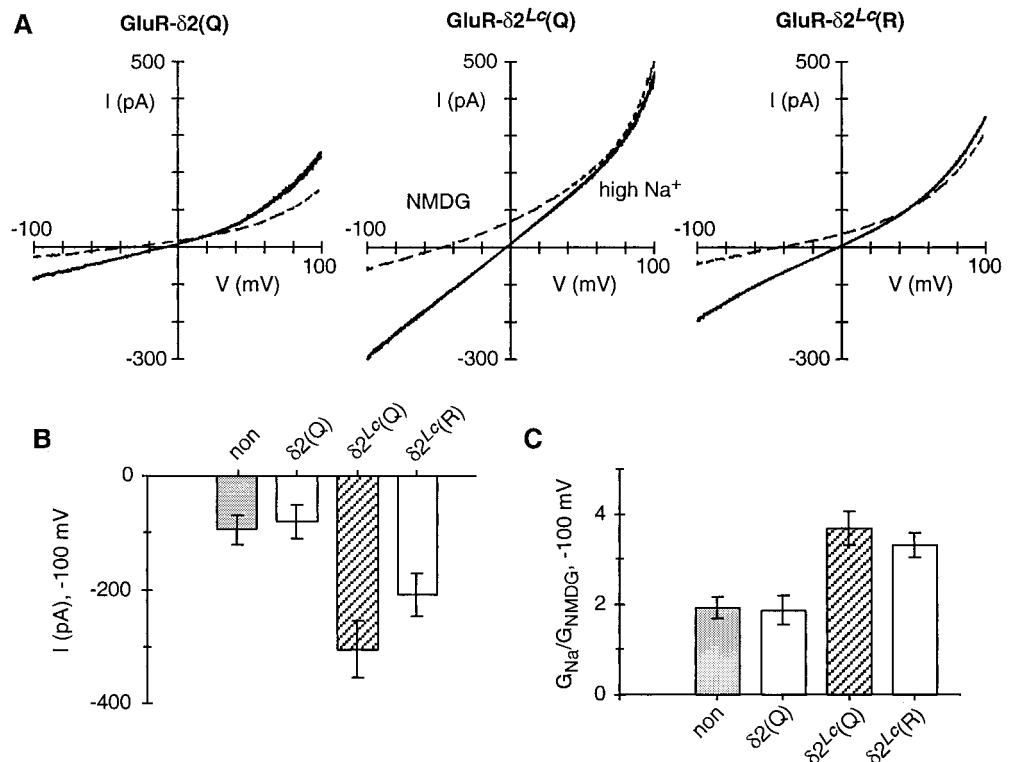 A
GluR-δ2(Q)
GluR-δ2Lc(Q)
GluR-δ2Lc(R)
500
I (pA)
-100
100
V (mV)
-300
500
I (pA)
NMDG
high Na+
-100
100
V (mV)
-300
500
I (pA)
-100
100
V (mV)
-300
B
non
δ2(Q)
δ2Lc(Q)
δ2Lc(R)
0
-200
-400
I (pA), -100 mV
C
GNa/GNMDG, -100 mV
4
2
0
non
δ2(Q)
δ2Lc(Q)
δ2Lc(R)